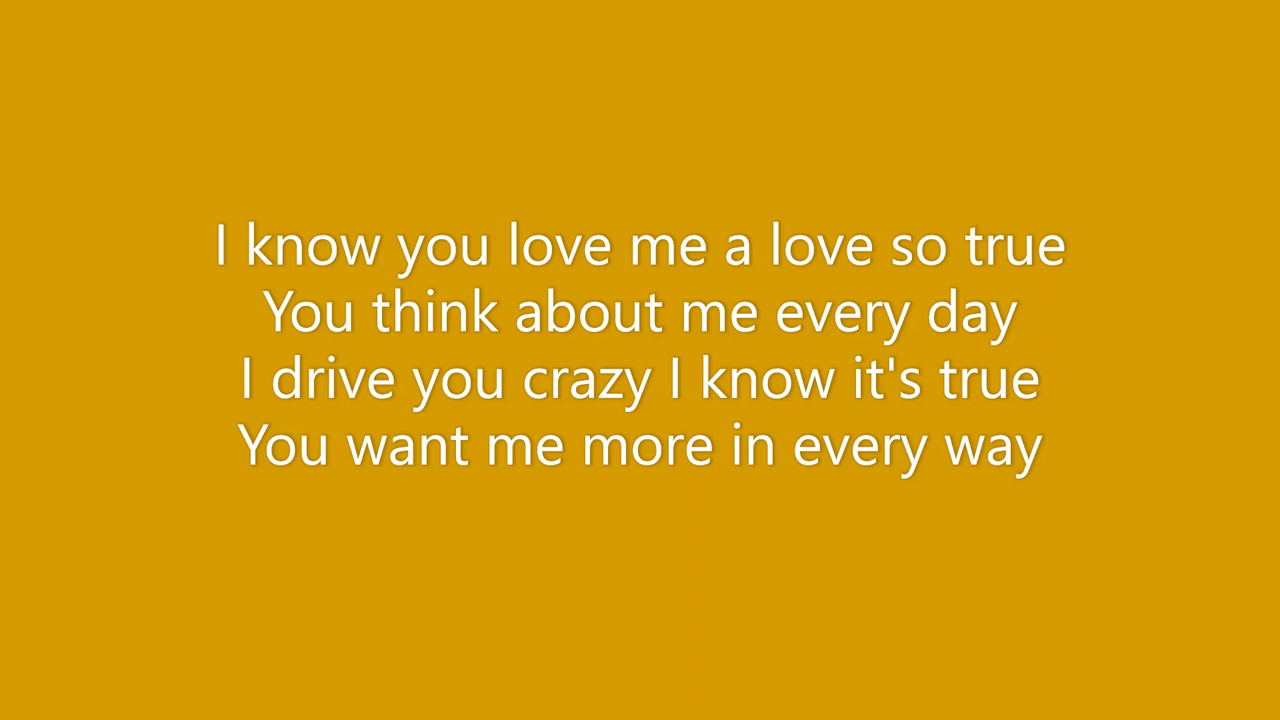 I know you love me a love so true
You think about me every day
I drive you crazy I know it's true
You want me more in every way